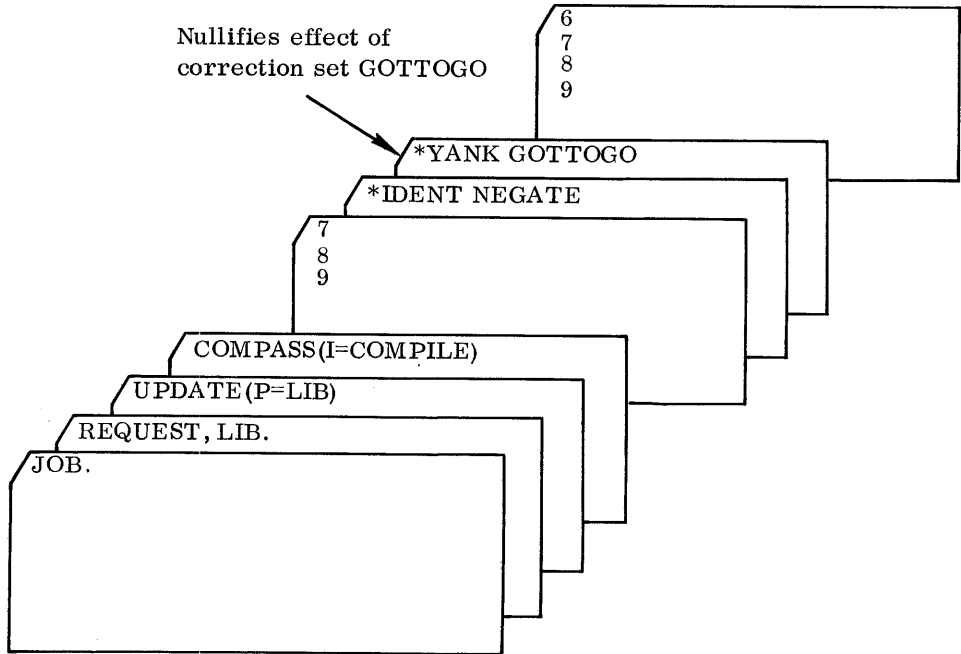 Nullifies effect of
correction set GOTTOGO
6
7
8
9
*YANK GOTTOGO
*IDENT NEGATE
7
8
9
COMPASS(I=COMPILE)
UPDATE(P=LIB)
REQUEST, LIB.
JOB.